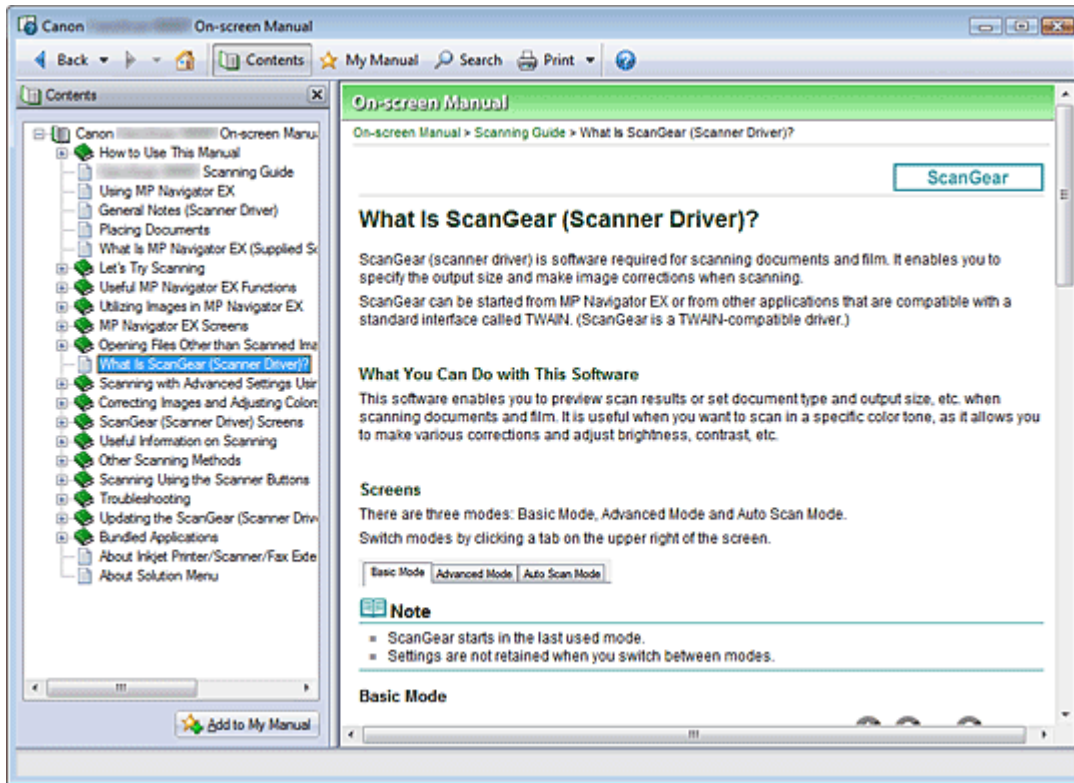 Canon On-screen Manual
Back Contents My Manual Search Print
Contents
Canon On-screen Manu
How to Use This Manual
Scanning Guide
Using MP Navigator EX
General Notes (Scanner Driver)
Placing Documents
What Is MP Navigator EX (Supplied So
Let's Try Scanning
Useful MP Navigator EX Functions
Utilizing Images in MP Navigator EX
MP Navigator EX Screens
Opening Files Other than Scanned Ima
What Is ScanGear (Scanner Driver)?
Scanning with Advanced Settings Usin
Correcting Images and Adjusting Colors
ScanGear (Scanner Driver) Screens
Useful Information on Scanning
Other Scanning Methods
Scanning Using the Scanner Buttons
Troubleshooting
Updating the ScanGear (Scanner Driv
Bundled Applications
About Inkjet Printer/Scanner/Fax Exte
About Solution Menu
Add to My Manual
On-screen Manual
On-screen Manual > Scanning Guide > What Is ScanGear (Scanner Driver)?
ScanGear
What Is ScanGear (Scanner Driver)?
ScanGear (scanner driver) is software required for scanning documents and film. It enables you to
specify the output size and make image corrections when scanning.
ScanGear can be started from MP Navigator EX or from other applications that are compatible with a
standard interface called TWAIN. (ScanGear is a TWAIN-compatible driver.)
What You Can Do with This Software
This software enables you to preview scan results or set document type and output size, etc. when
scanning documents and film. It is useful when you want to scan in a specific color tone, as it allows you
to make various corrections and adjust brightness, contrast, etc.
Screens
There are three modes: Basic Mode, Advanced Mode and Auto Scan Mode.
Switch modes by clicking a tab on the upper right of the screen.
Basic Mode Advanced Mode Auto Scan Mode
Note
ScanGear starts in the last used mode.
Settings are not retained when you switch between modes.
Basic Mode